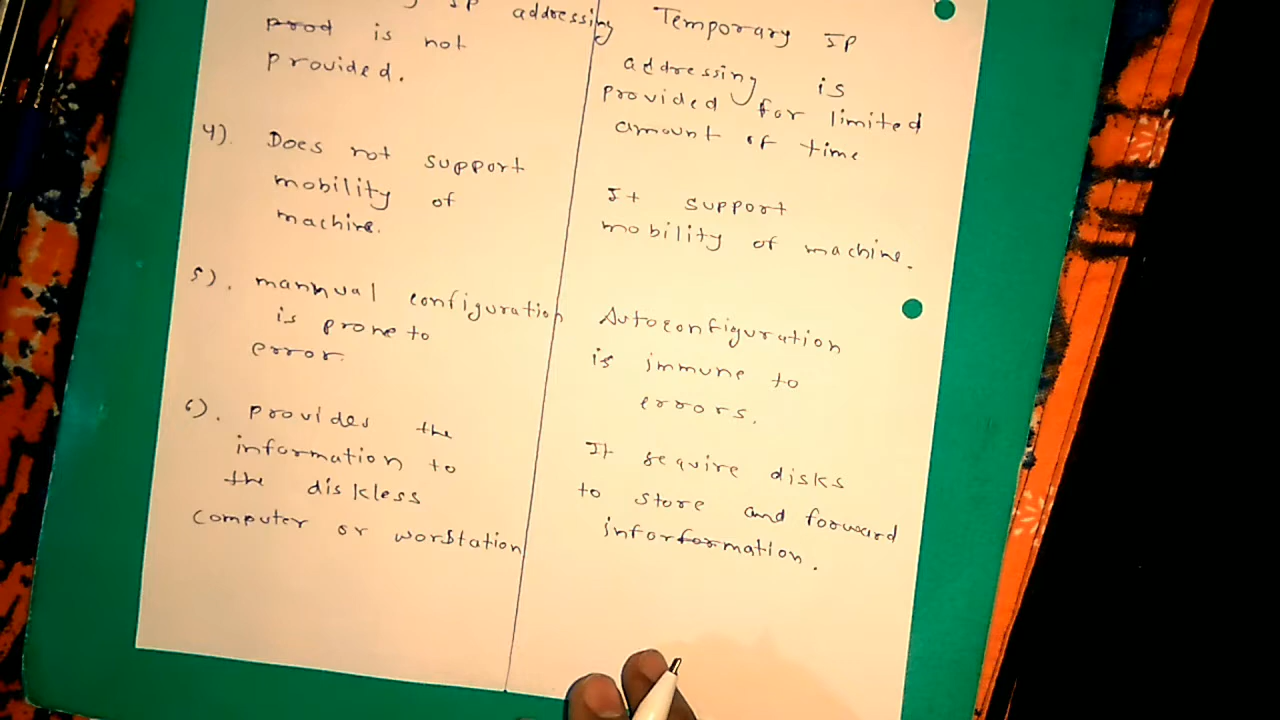 IP addressing
is not
provided.
4). Does not support
mobility of
machine.
5). mannual configuration
is prone to
error.
6). provides the
information to
the diskless
computer or worstation
Temporary IP
addressing is
provided for limited
amount of time
It support
mobility of machine.
Autoconfiguration
is immune to
errors.
It require disks
to store and forward
information.